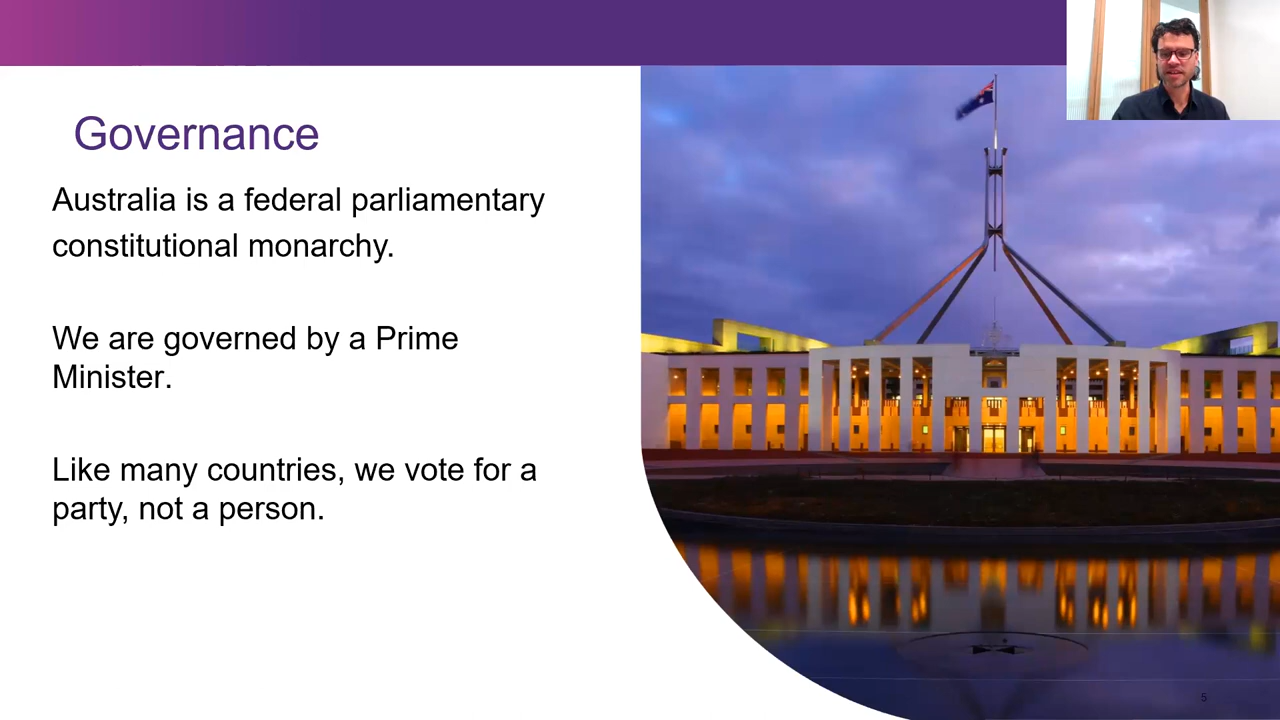 Governance
Australia is a federal parliamentary
constitutional monarchy.
We are governed by a Prime
Minister.
Like many countries, we vote for a
party, not a person.
5